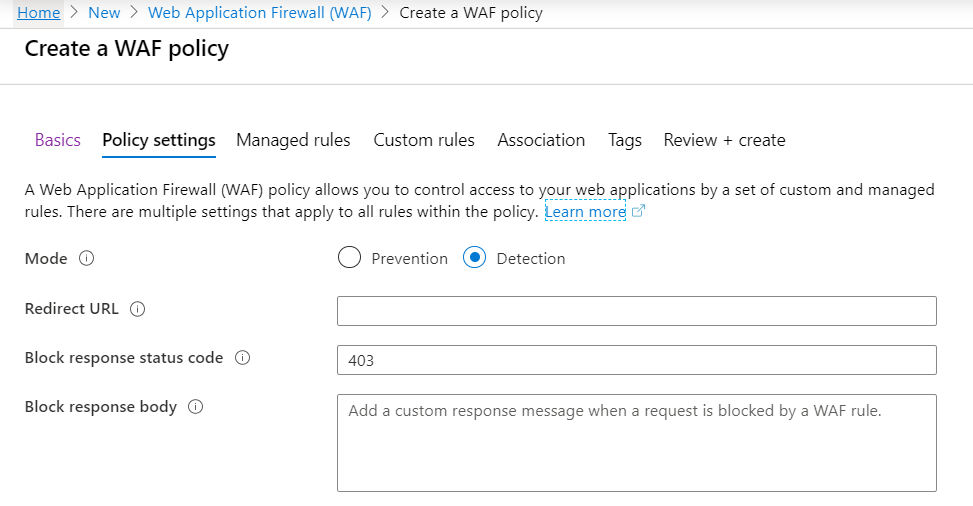 Home > New > Web Application Firewall (WAF) > Create a WAF policy
Create a WAF policy
Basics Policy settings Managed rules Custom rules Association Tags Review + create
A Web Application Firewall (WAF) policy allows you to control access to your web applications by a set of custom and managed
rules. There are multiple settings that apply to all rules within the policy. Learn more
Mode Prevention Detection
Redirect URL
Block response status code 403
Block response body Add a custom response message when a request is blocked by a WAF rule.